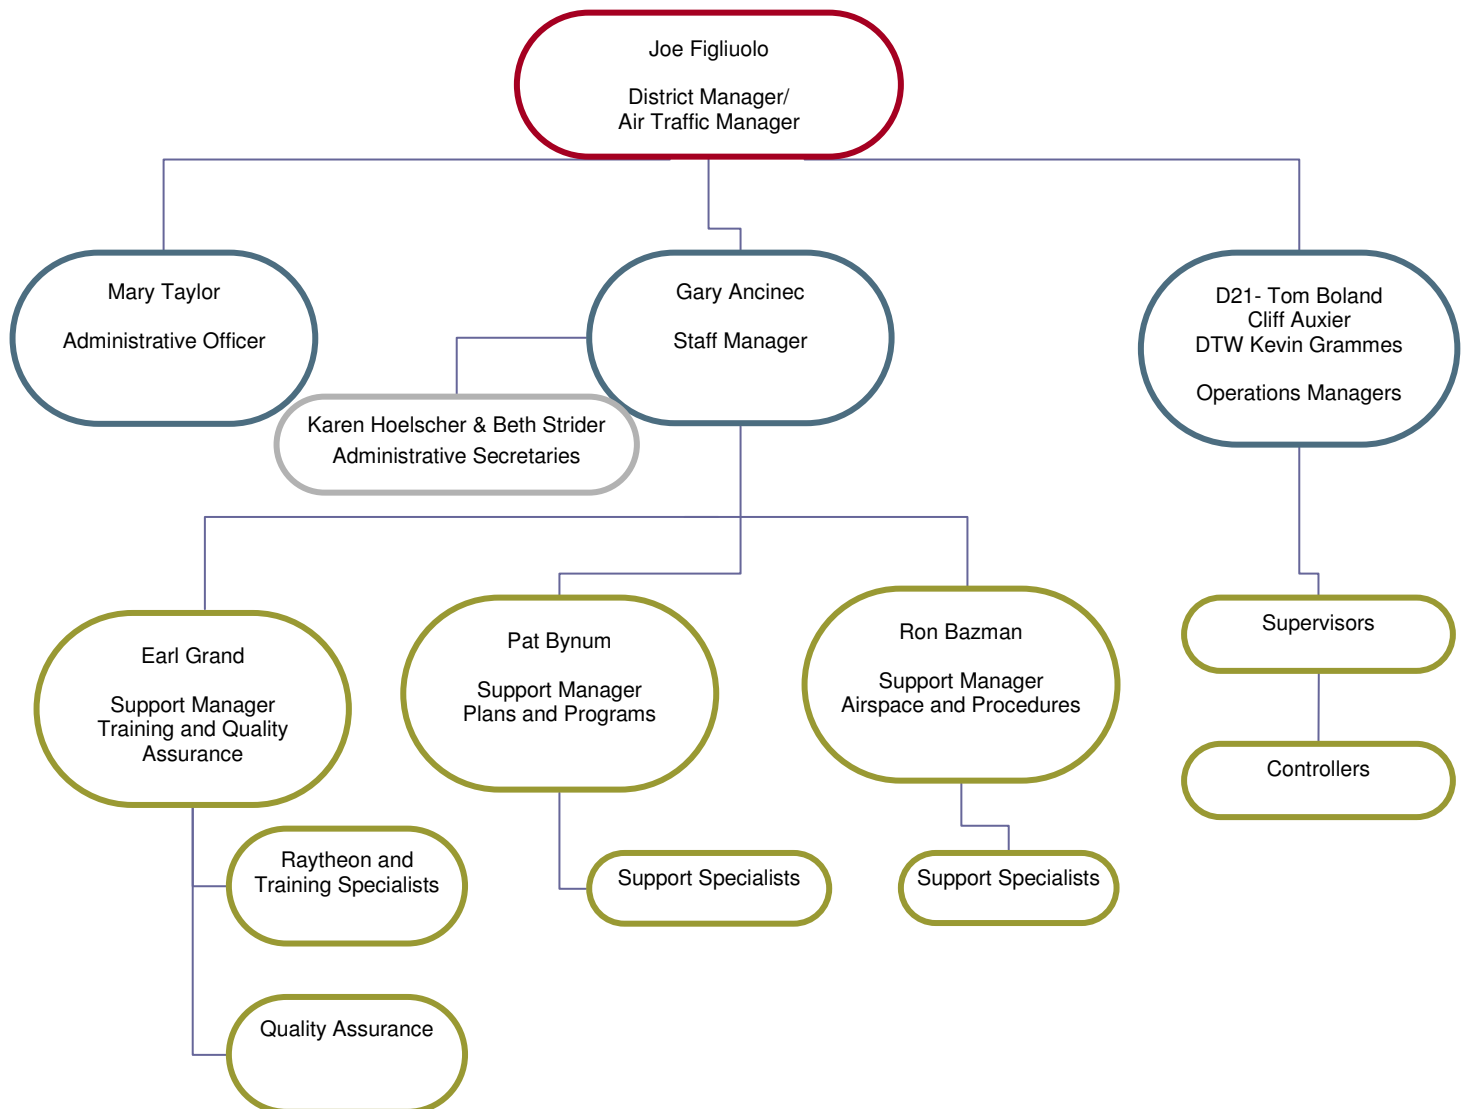 Joe Figliuolo
District Manager/
Air Traffic Manager
Mary Taylor
Administrative Officer
Gary Ancinec
Staff Manager
D21- Tom Boland
Cliff Auxier
DTW Kevin Grammes
Operations Managers
Karen Hoelscher & Beth Strider
Administrative Secretaries
Earl Grand
Support Manager
Training and Quality
Assurance
Pat Bynum
Support Manager
Plans and Programs
Ron Bazman
Support Manager
Airspace and Procedures
Supervisors
Controllers
Raytheon and
Training Specialists
Support Specialists
Support Specialists
Quality Assurance